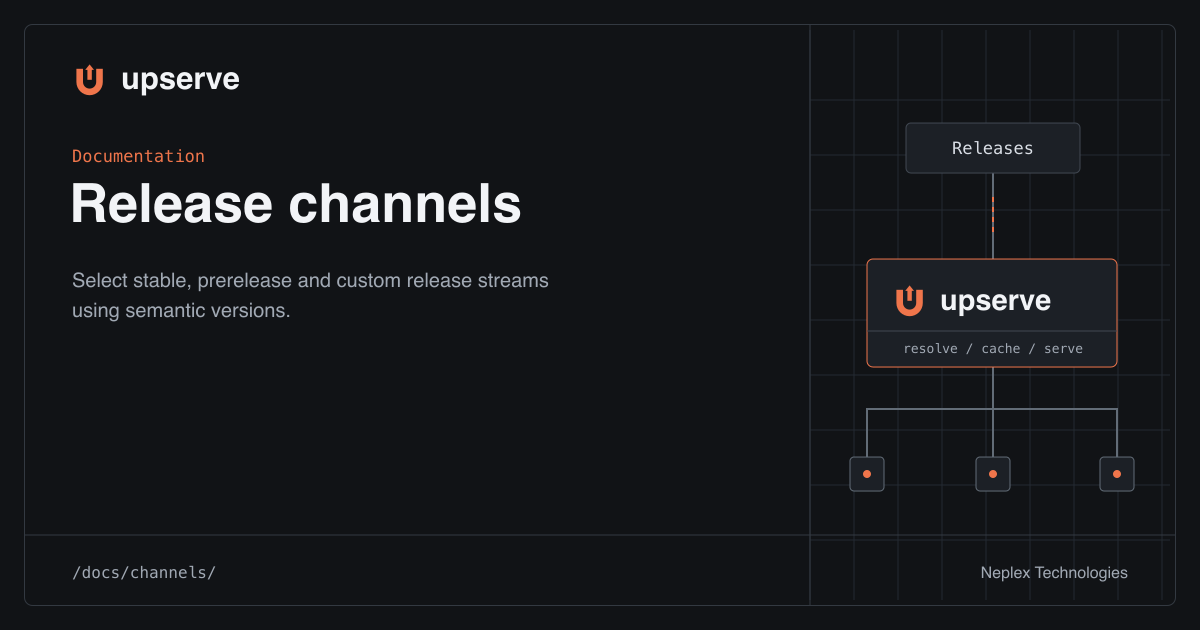 upserve
Documentation
Release channels
Select stable, prerelease and custom release streams
using semantic versions.
Releases
upserve
resolve / cache / serve
/docs/channels/
Neplex Technologies